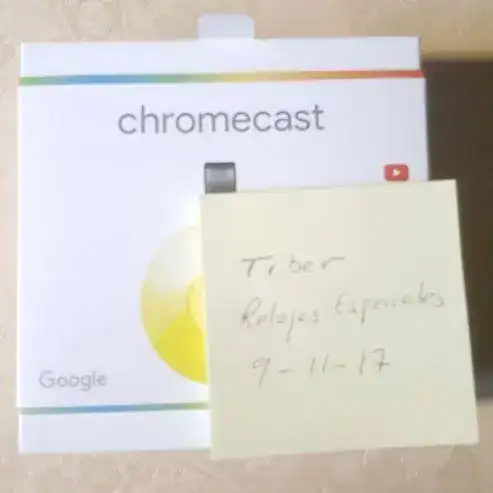 chromecast
Tiber
Relojes Especiales
9-11-17
Google